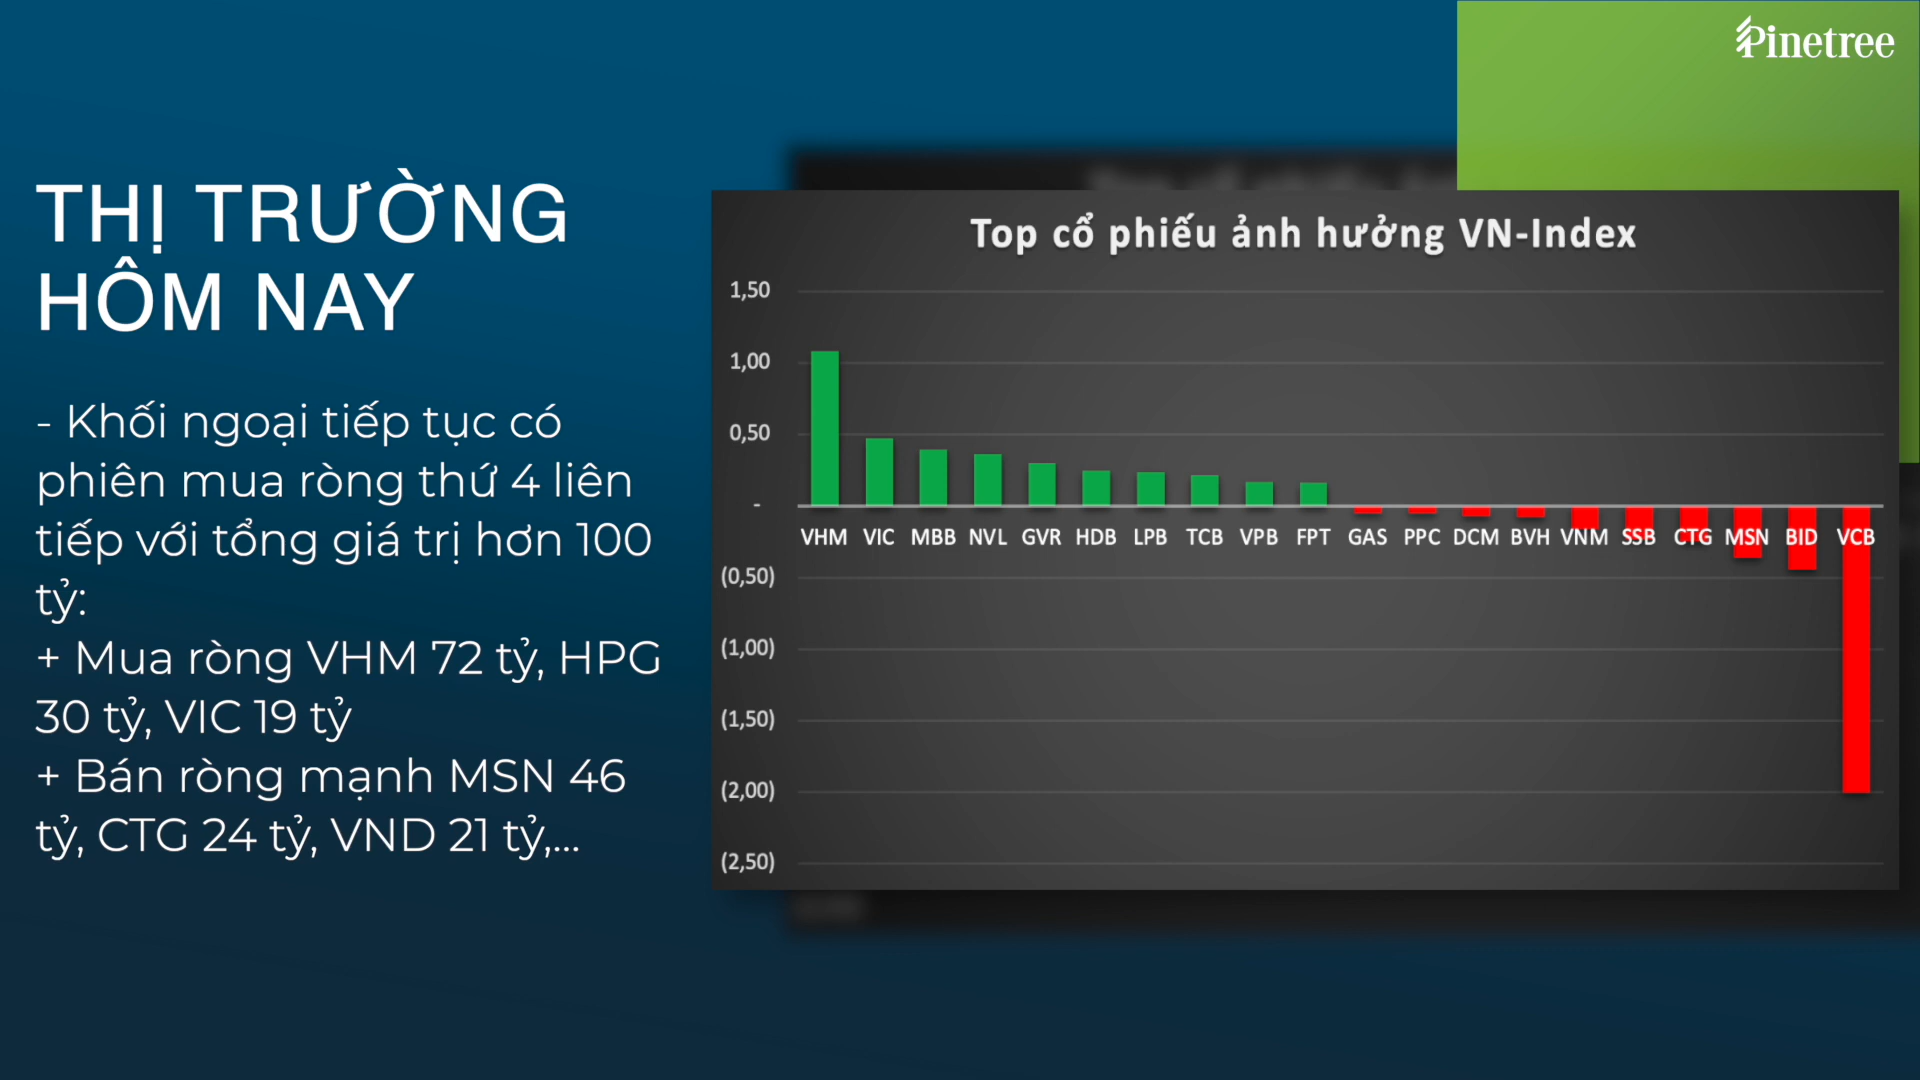 Pinetree
THỊ TRƯỜNG
HÔM NAY
- Khối ngoại tiếp tục có
phiên mua ròng thứ 4 liên
tiếp với tổng giá trị hơn 100
tỷ:
+ Mua ròng VHM 72 tỷ, HPG
30 tỷ, VIC 19 tỷ
+ Bán ròng mạnh MSN 46
tỷ, CTG 24 tỷ, VND 21 tỷ,...
Top cổ phiếu ảnh hưởng VN-Index
1,50
1,00
0,50
-
VHM VIC MBB NVL GVR HDB LPB TCB VPB FPT GAS PPC DCM BVH VNM SSB CTG MSN BID VCB
(0,50)
(1,00)
(1,50)
(2,00)
(2,50)